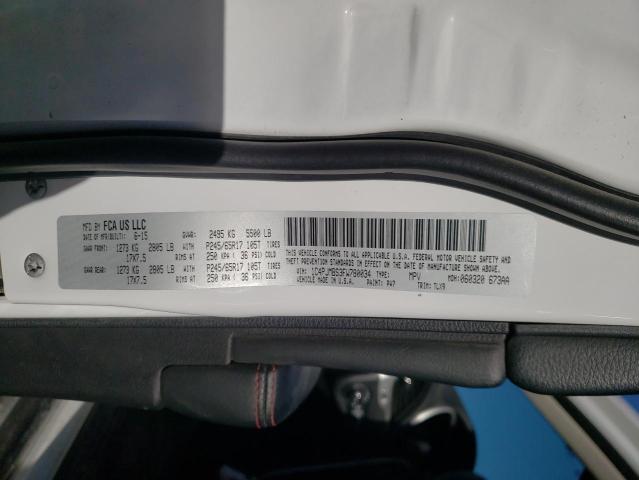 MFD BY FCA US LLC
DATE OF MFR(BUILT): 6-15 GVWR: 2495 KG 5500 LB
GAWR FRONT: 1273 KG 2805 LB WITH P245/65R17 105T TIRES
17X7.5 RIMS AT 250 KPA ( 36 PSI) COLD
GAWR REAR: 1273 KG 2805 LB WITH P245/65R17 105T TIRES
17X7.5 RIMS AT 250 KPA ( 36 PSI) COLD
THIS VEHICLE CONFORMS TO ALL APPLICABLE U.S.A. FEDERAL MOTOR VEHICLE SAFETY AND
THEFT PREVENTION STANDARDS IN EFFECT ON THE DATE OF MANUFACTURE SHOWN ABOVE.
VIN: 1C4PJMBS3FW780034 TYPE: MPV MDH:060320 673AA
VEHICLE MADE IN U.S.A. PAINT: PW7 TRIM: TLX9